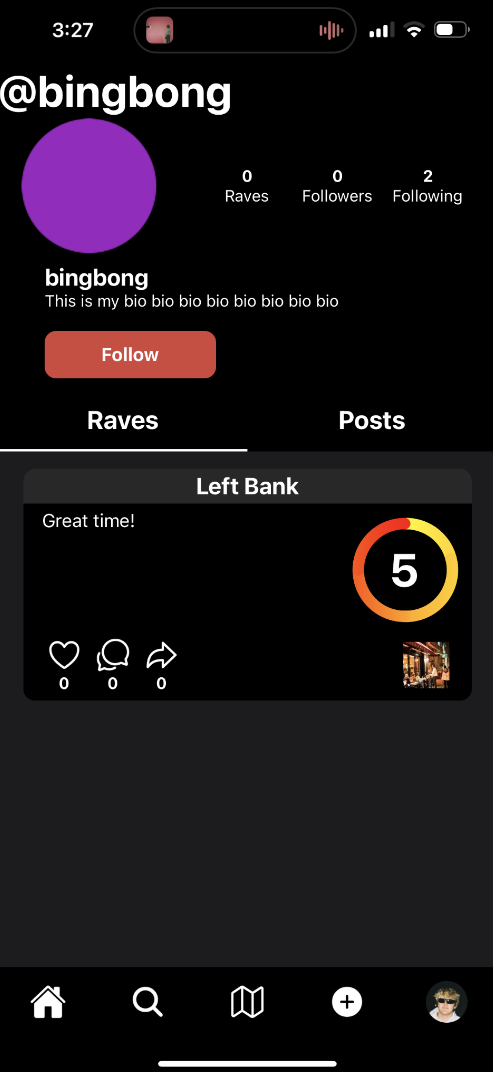 3:27
@bingbong
0 0 2
Raves Followers Following
bingbong
This is my bio bio bio bio bio bio bio bio
Follow
Raves Posts
Left Bank
Great time!
5
0 0 0